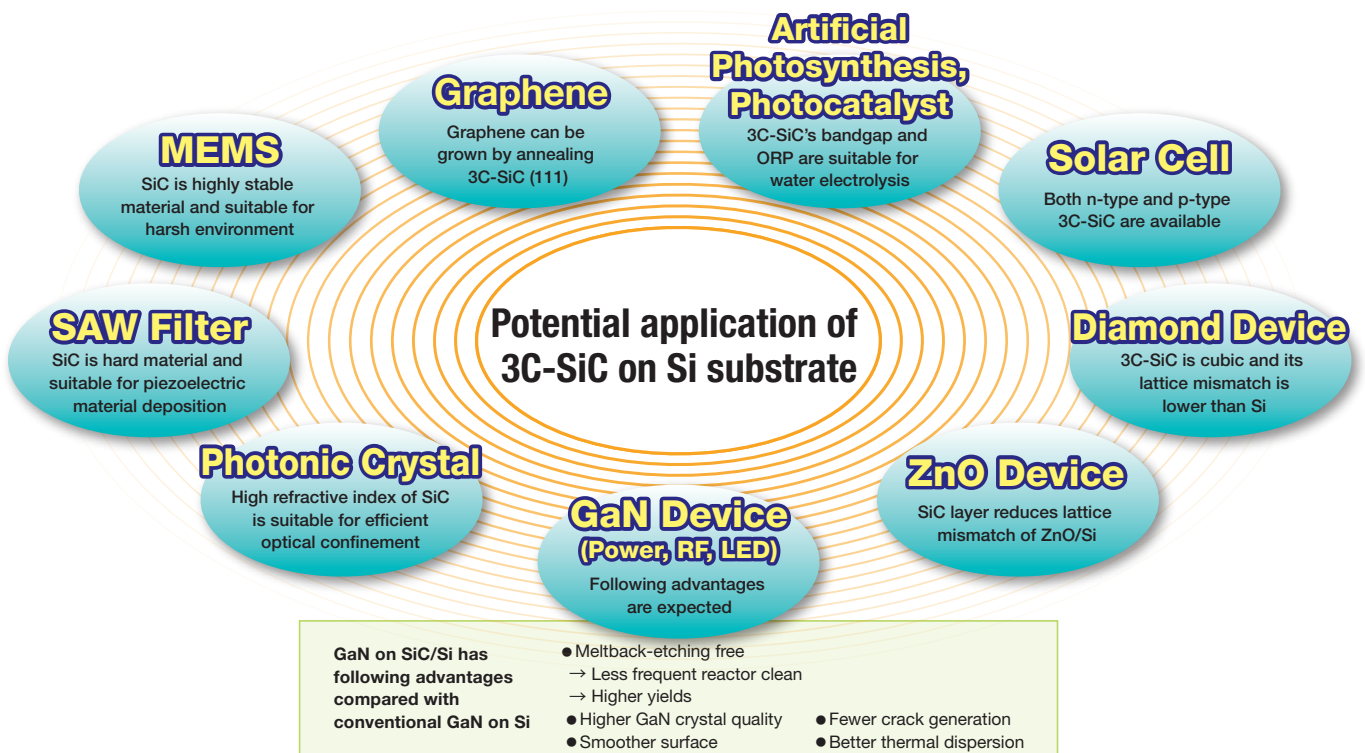 Artificial
Photosynthesis,
Photocatalyst
3C-SiC’s bandgap and
ORP are suitable for
water electrolysis
Graphene
Graphene can be
grown by annealing
3C-SiC (111)
MEMS
SiC is highly stable
material and suitable for
harsh environment
Solar Cell
Both n-type and p-type
3C-SiC are available
SAW Filter
SiC is hard material and
suitable for piezoelectric
material deposition
Potential application of
3C-SiC on Si substrate
Diamond Device
3C-SiC is cubic and its
lattice mismatch is
lower than Si
Photonic Crystal
High refractive index of SiC
is suitable for efficient
optical confinement
ZnO Device
SiC layer reduces lattice
mismatch of ZnO/Si
GaN Device
(Power, RF, LED)
Following advantages
are expected
GaN on SiC/Si has
following advantages
compared with
conventional GaN on Si
● Meltback-etching free
→ Less frequent reactor clean
→ Higher yields
● Higher GaN crystal quality
● Smoother surface
● Fewer crack generation
● Better thermal dispersion